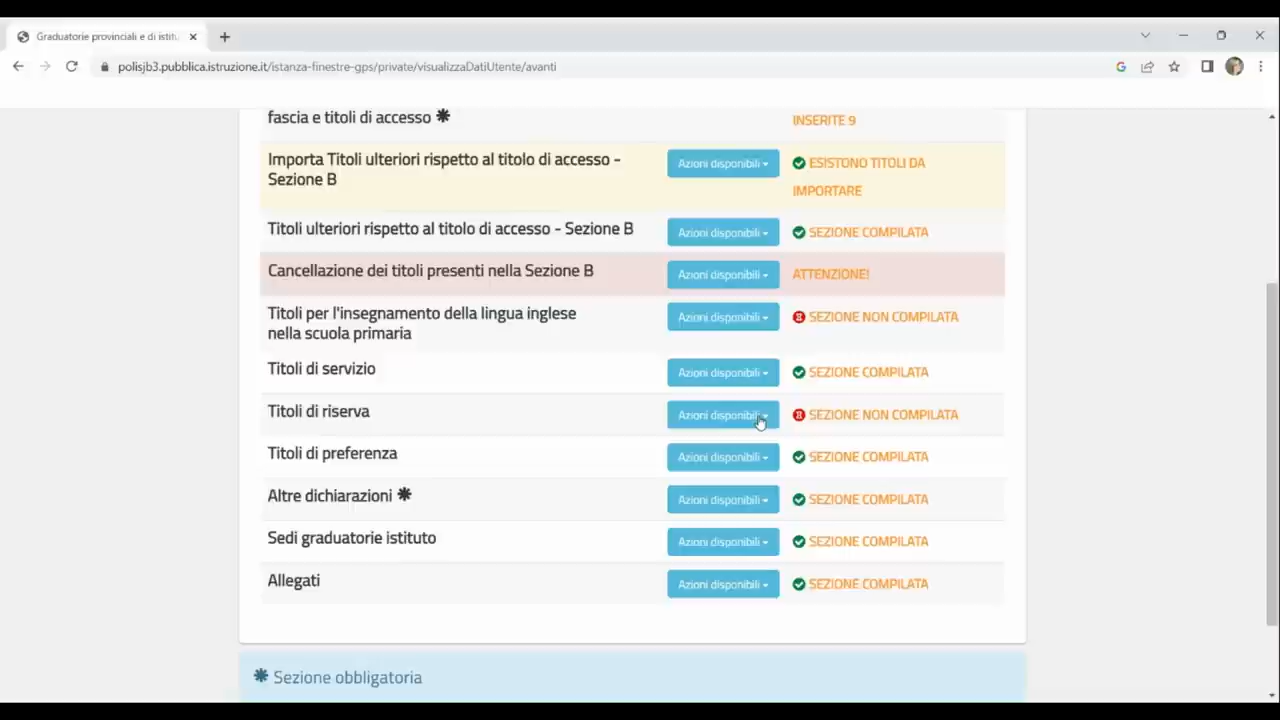 Graduatorie provinciali e di istitu
polisjb3.pubblica.istruzione.it/istanza-finestre-gps/private/visualizzaDatiUtente/avanti
fascia e titoli di accesso ✱
INSERITE 9
Importa Titoli ulteriori rispetto al titolo di accesso -
Sezione B
Azioni disponibili
ESISTONO TITOLI DA
IMPORTARE
Titoli ulteriori rispetto al titolo di accesso - Sezione B
Azioni disponibili
SEZIONE COMPILATA
Cancellazione dei titoli presenti nella Sezione B
Azioni disponibili
ATTENZIONE!
Titoli per l'insegnamento della lingua inglese
nella scuola primaria
Azioni disponibili
SEZIONE NON COMPILATA
Titoli di servizio
Azioni disponibili
SEZIONE COMPILATA
Titoli di riserva
Azioni disponibili
SEZIONE NON COMPILATA
Titoli di preferenza
Azioni disponibili
SEZIONE COMPILATA
Altre dichiarazioni ✱
Azioni disponibili
SEZIONE COMPILATA
Sedi graduatorie istituto
Azioni disponibili
SEZIONE COMPILATA
Allegati
Azioni disponibili
SEZIONE COMPILATA
✱ Sezione obbligatoria